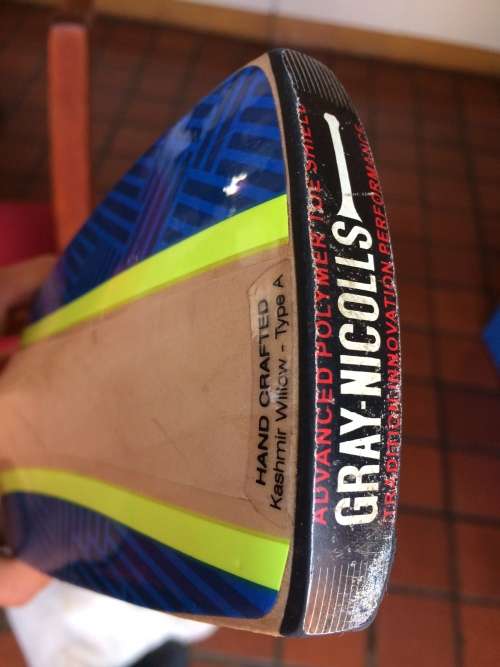 HAND CRAFTED
Kashmir Willow - Type A
ADVANCED POLYMER TOE SHIELD
GRAY-NICOLLS
TRADITION INNOVATION PERFORMANCE